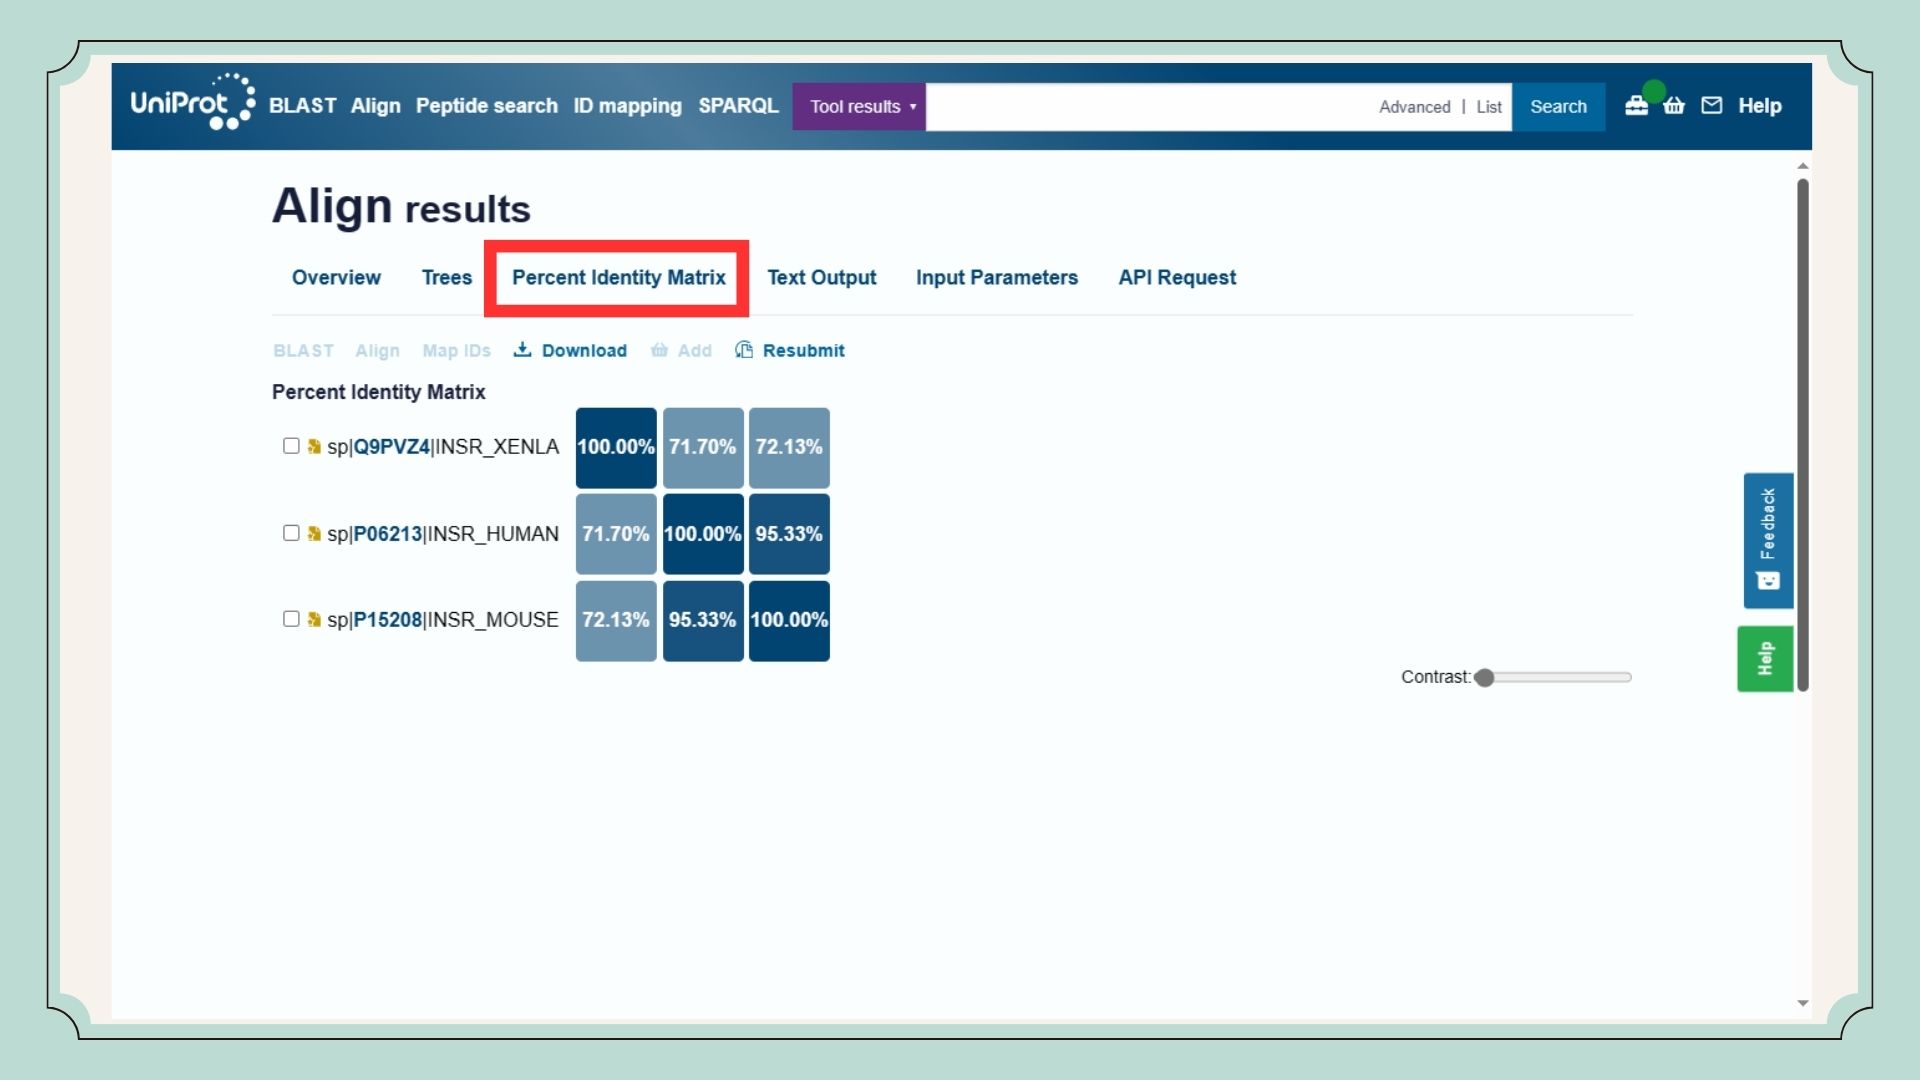 UniProt BLAST Align Peptide search ID mapping SPARQL Tool results Advanced | List Search Help
Align results
Overview Trees Percent Identity Matrix Text Output Input Parameters API Request
BLAST Align Map IDs Download Add Resubmit
Percent Identity Matrix
sp|Q9PVZ4|INSR_XENLA 100.00% 71.70% 72.13%
sp|P06213|INSR_HUMAN 71.70% 100.00% 95.33%
sp|P15208|INSR_MOUSE 72.13% 95.33% 100.00%
Contrast:
Feedback
Help